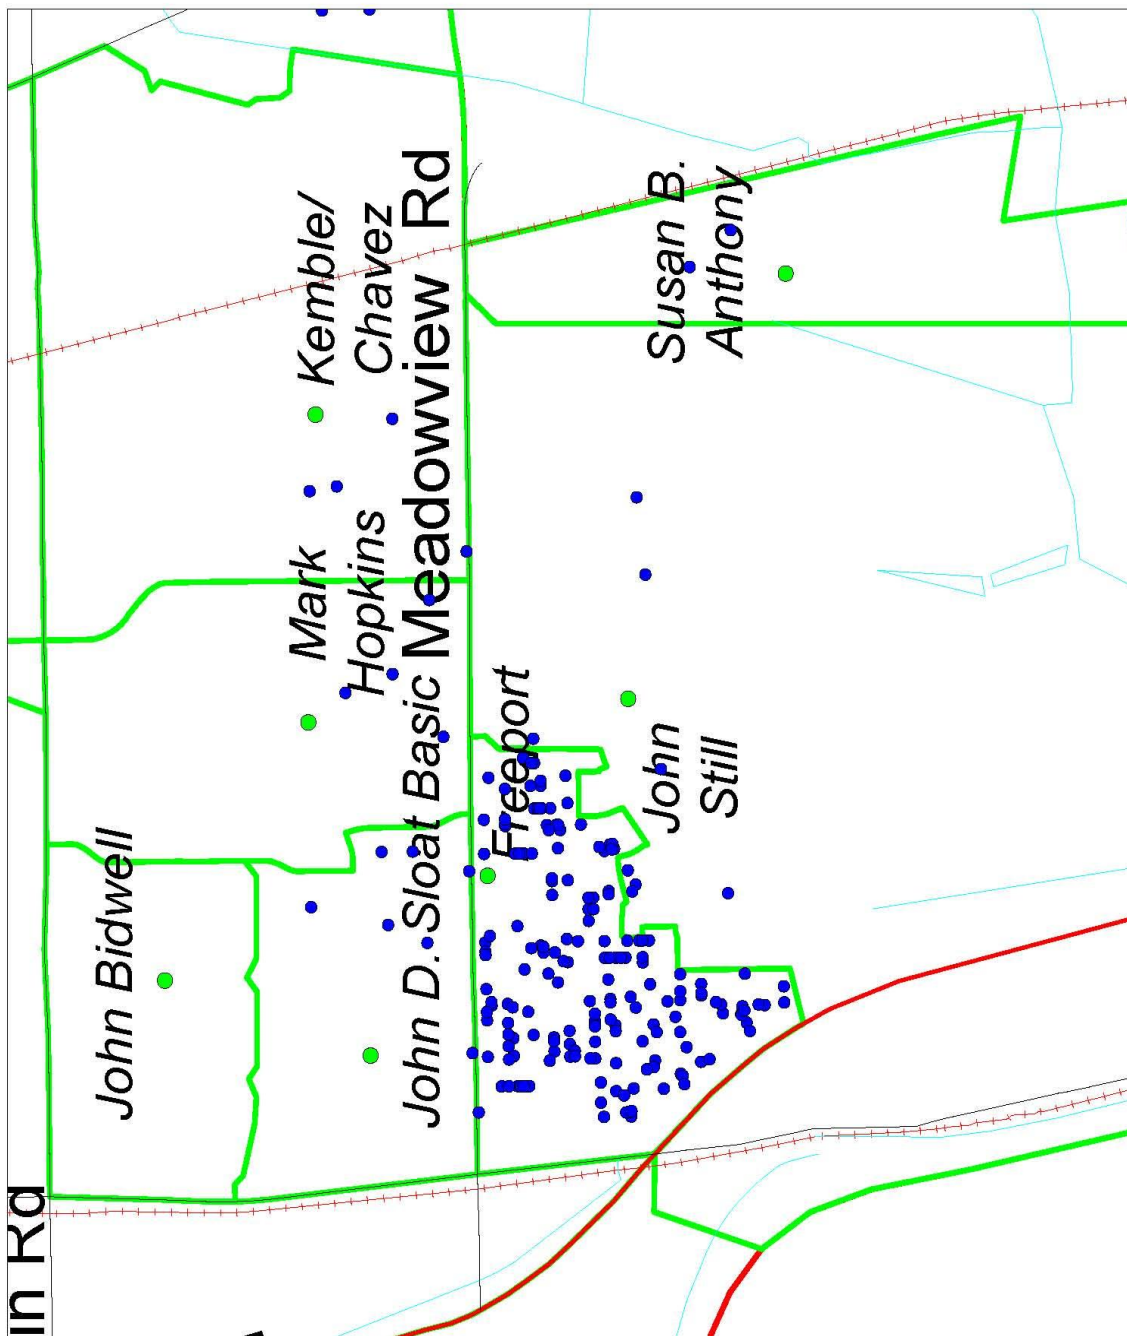 Kemble/
Chavez
Meadowview Rd
Susan B.
Anthony
Mark
Hopkins
John D. Sloat Basic
Freeport
John
Still
John Bidwell
in Rd